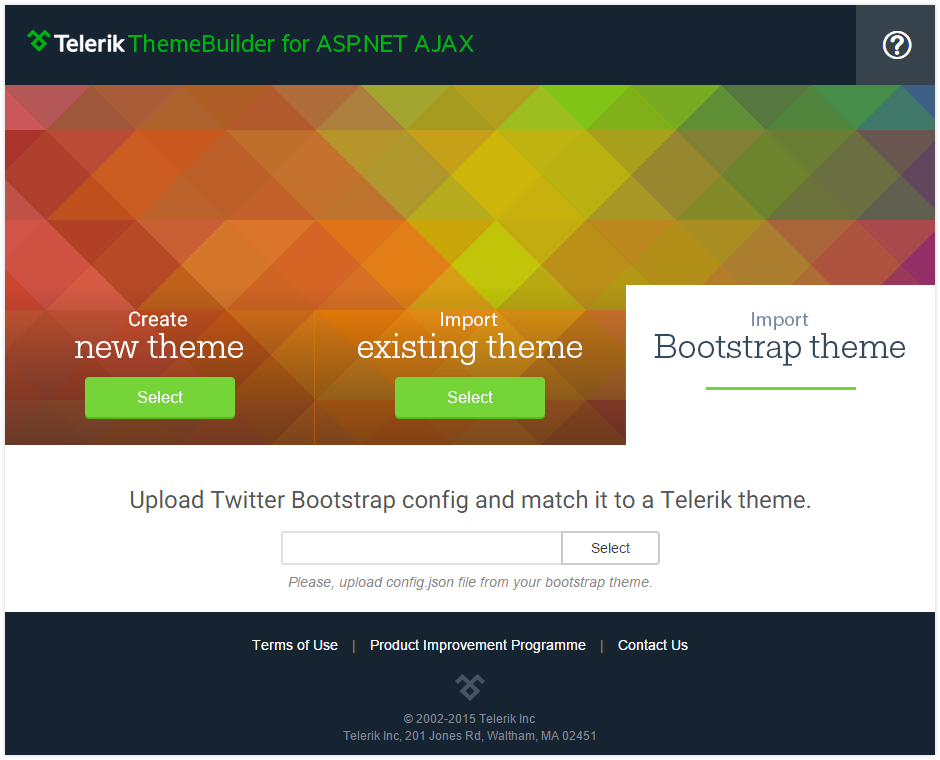 Telerik ThemeBuilder for ASP.NET AJAX
Create
new theme
Select
Import
existing theme
Select
Import
Bootstrap theme
Upload Twitter Bootstrap config and match it to a Telerik theme.
Select
Please, upload config.json file from your bootstrap theme.
Terms of Use | Product Improvement Programme | Contact Us
© 2002-2015 Telerik Inc
Telerik Inc, 201 Jones Rd, Waltham, MA 02451